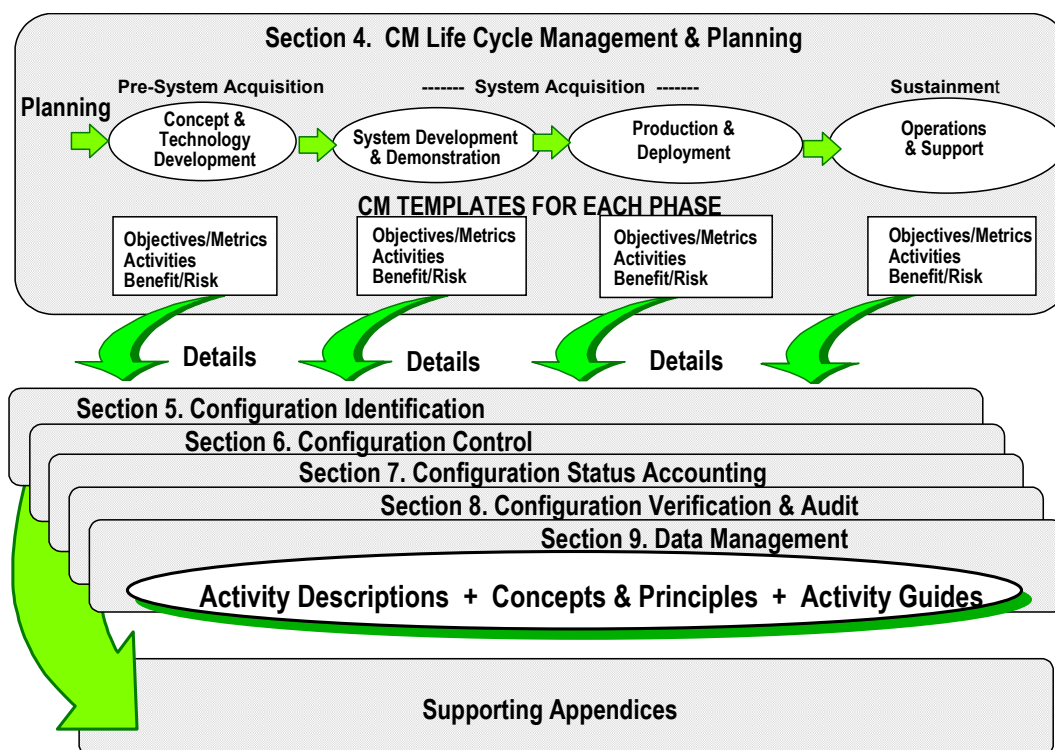 Section 4. CM Life Cycle Management & Planning
Pre-System Acquisition
------- System Acquisition -------
Sustainment
Planning
Concept &
Technology
Development
System Development
& Demonstration
Production &
Deployment
Operations
& Support
CM TEMPLATES FOR EACH PHASE
Objectives/Metrics
Activities
Benefit/Risk
Objectives/Metrics
Activities
Benefit/Risk
Objectives/Metrics
Activities
Benefit/Risk
Objectives/Metrics
Activities
Benefit/Risk
Details
Details
Details
Section 5. Configuration Identification
Section 6. Configuration Control
Section 7. Configuration Status Accounting
Section 8. Configuration Verification & Audit
Section 9. Data Management
Activity Descriptions + Concepts & Principles + Activity Guides
Supporting Appendices